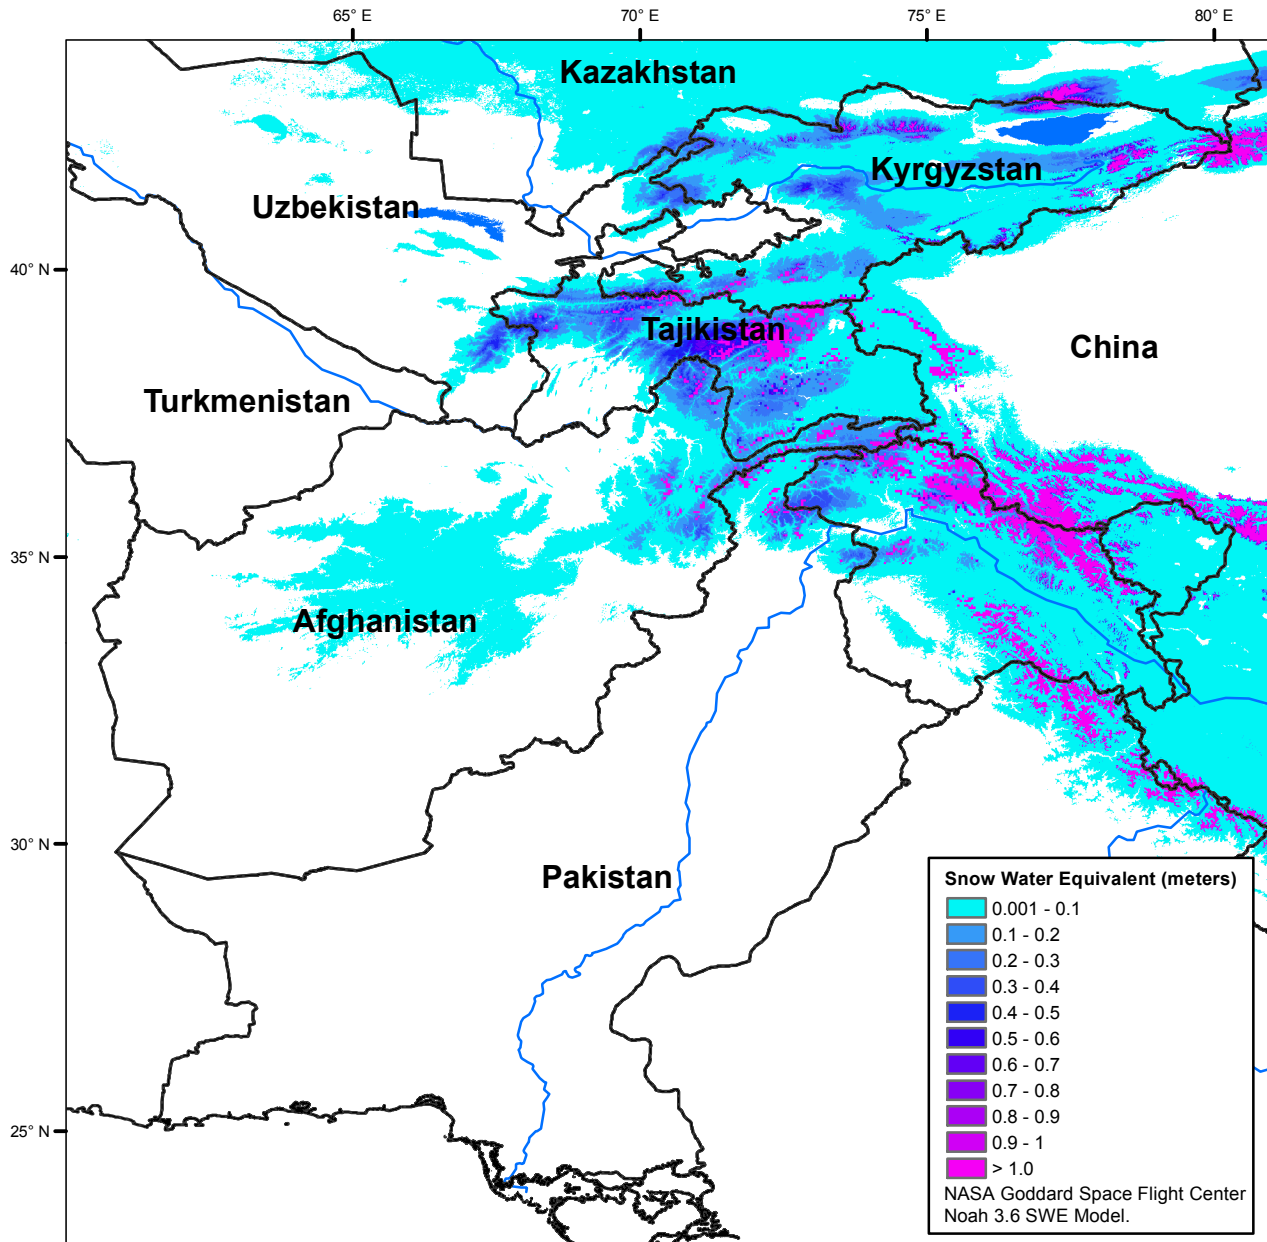 65° E
70° E
75° E
80° E
Kazakhstan
Kyrgyzstan
Uzbekistan
40° N
Tajikistan
China
Turkmenistan
35° N
Afghanistan
30° N
Pakistan
25° N
Snow Water Equivalent (meters)
0.001 - 0.1
0.1 - 0.2
0.2 - 0.3
0.3 - 0.4
0.4 - 0.5
0.5 - 0.6
0.6 - 0.7
0.7 - 0.8
0.8 - 0.9
0.9 - 1
> 1.0
NASA Goddard Space Flight Center
Noah 3.6 SWE Model.